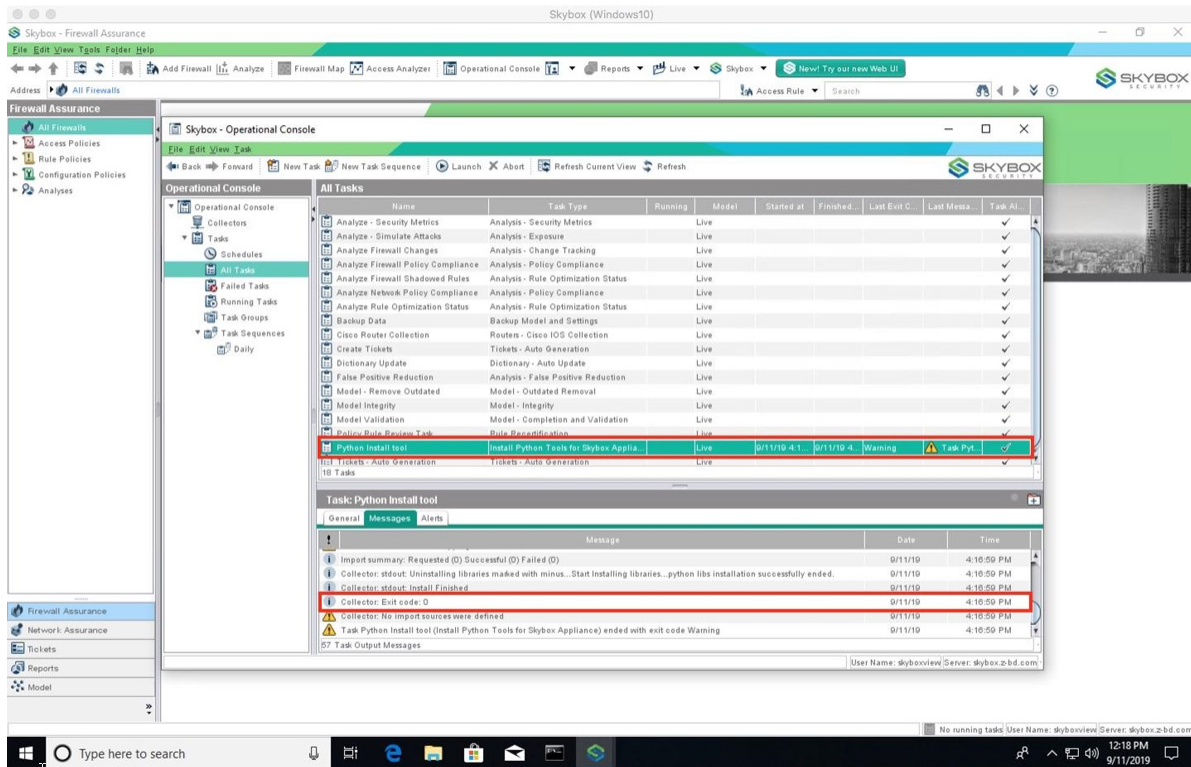 Skybox (Windows10)
Skybox - Firewall Assurance
File Edit View Tools Folder Help
Add Firewall Analyze Firewall Map Access Analyzer Operational Console Reports Live Skybox New! Try our new Web UI
SKYBOX
SECURITY
Address All Firewalls Access Rule Search
Firewall Assurance
All Firewalls
Access Policies
Rule Policies
Configuration Policies
Analyses
Skybox - Operational Console
File Edit View Task
Back Forward New Task New Task Sequence Launch Abort Refresh Current View Refresh
SKYBOX
SECURITY
Operational Console
Operational Console
Collectors
Tasks
Schedules
All Tasks
Failed Tasks
Running Tasks
Task Groups
Task Sequences
Daily
All Tasks
Name Task Type Running Model Started at Finished... Last Exit C... Last Messa... Task Al...
Analyze - Security Metrics Analysis - Security Metrics Live
Analyze - Simulate Attacks Analysis - Exposure Live
Analyze Firewall Changes Analysis - Change Tracking Live
Analyze Firewall Policy Compliance Analysis - Policy Compliance Live
Analyze Firewall Shadowed Rules Analysis - Rule Optimization Status Live
Analyze Network Policy Compliance Analysis - Policy Compliance Live
Analyze Rule Optimization Status Analysis - Rule Optimization Status Live
Backup Data Backup Model and Settings Live
Cisco Router Collection Routers - Cisco IOS Collection Live
Create Tickets Tickets - Auto Generation Live
Dictionary Update Dictionary - Auto Update Live
False Positive Reduction Analysis - False Positive Reduction Live
Model - Remove Outdated Model - Outdated Removal Live
Model Integrity Model - Integrity Live
Model Validation Model - Completion and Validation Live
Policy Rule Review Task Rule Recertification Live
Python Install tool Install Python Tools for Skybox Applia... Live 9/11/19 4:1... 9/11/19 4... Warning Task Pyt...
Tickets - Auto Generation Tickets - Auto Generation Live
18 Tasks
Task: Python Install tool
General Messages Alerts
! Message Date Time
Import summary: Requested (0) Successful (0) Failed (0) 9/11/19 4:16:59 PM
Collector: stdout: Uninstalling libraries marked with minus...Start Installing libraries...python libs installation successfully ended. 9/11/19 4:16:59 PM
Collector: stdout: Install Finished 9/11/19 4:16:59 PM
Collector: Exit code: 0 9/11/19 4:16:59 PM
Collector: No import sources were defined 9/11/19 4:16:59 PM
Task Python Install tool (Install Python Tools for Skybox Appliance) ended with exit code Warning 9/11/19 4:16:59 PM
57 Task Output Messages
User Name: skyboxview Server: skybox.z-bd.com
Firewall Assurance
Network Assurance
Tickets
Reports
Model
No running tasks User Name: skyboxview Server: skybox.z-bd.com
Type here to search
12:18 PM
9/11/2019